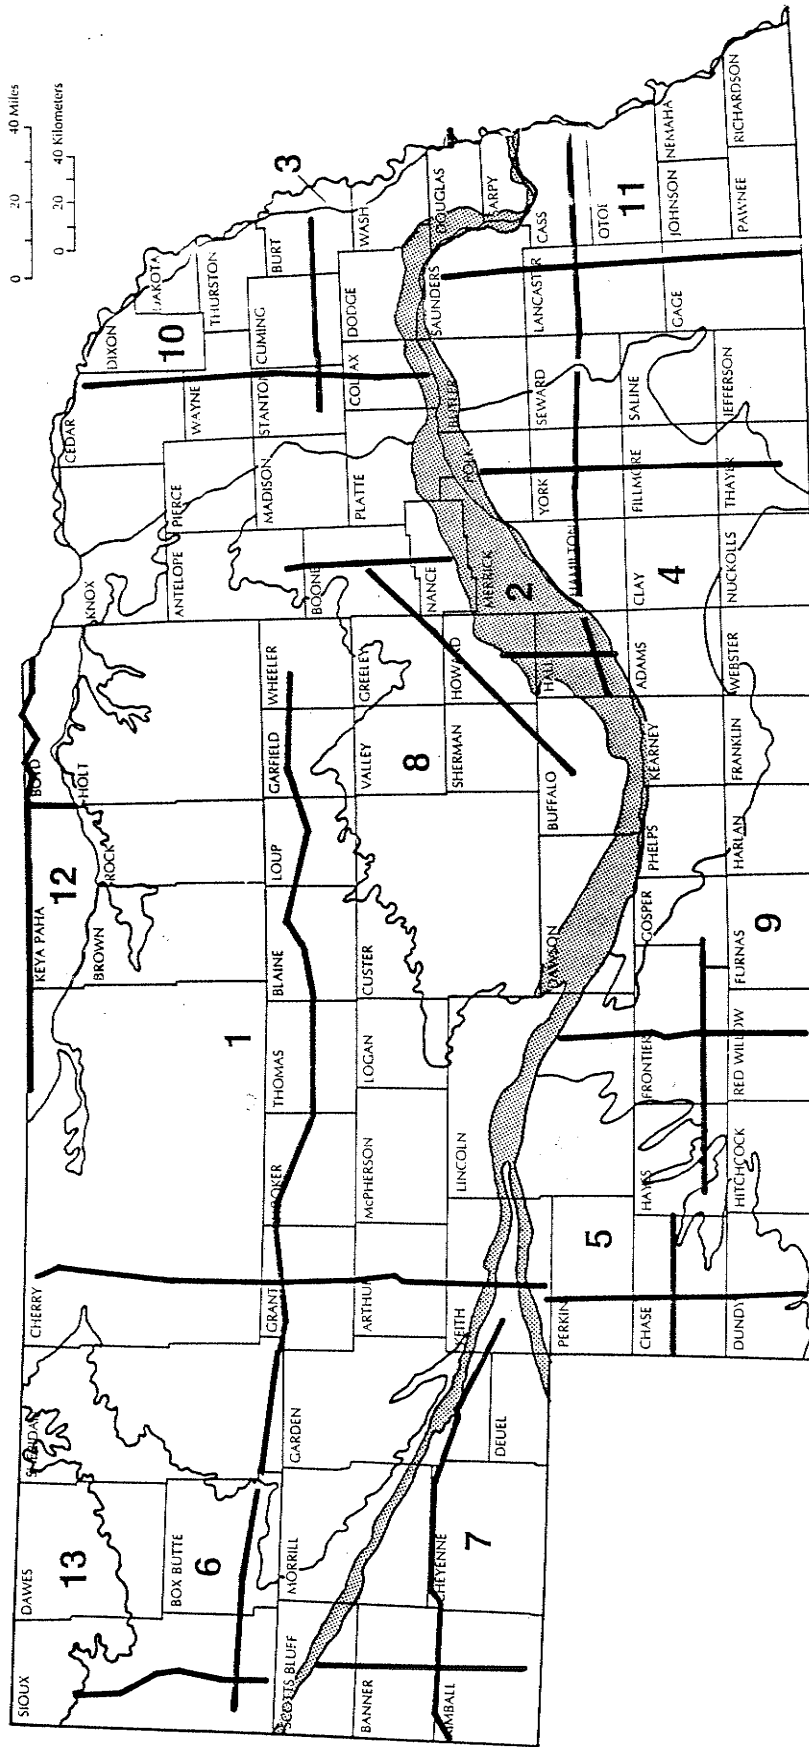 0 20 40 Miles
0 20 40 Kilometers
SIOUX
DAWES
SHERIDAN
CHERRY
KEYA PAHA
BOYD
BROWN
ROCK
HOLT
KNOX
CEDAR
DIXON
DAKOTA
13
12
10
BOX BUTTE
6
1
ANTELOPE
PIERCE
WAYNE
THURSTON
SCOTTS BLUFF
MORRILL
GARDEN
GRANT
HOOKER
THOMAS
BLAINE
LOUP
GARFIELD
WHEELER
BOONE
MADISON
STANTON
CUMING
BURT
3
BANNER
ARTHUR
McPHERSON
LOGAN
CUSTER
VALLEY
GREELEY
8
NANCE
PLATTE
COLFAX
DODGE
WASH
KIMBALL
CHEYENNE
7
DEUEL
KEITH
LINCOLN
SHERMAN
HOWARD
MERRICK
2
POLK
BUTLER
SAUNDERS
DOUGLAS
SARPY
PERKINS
5
DAWSON
BUFFALO
HALL
HAMILTON
YORK
SEWARD
LANCASTER
CASS
OTOE
11
CHASE
HAYES
FRONTIER
GOSPER
PHELPS
KEARNEY
ADAMS
CLAY
4
FILLMORE
SALINE
GAGE
JOHNSON
NEMAHA
DUNDY
HITCHCOCK
RED WILLOW
FURNAS
9
HARLAN
FRANKLIN
WEBSTER
NUCKOLLS
THAYER
JEFFERSON
PAWNEE
RICHARDSON